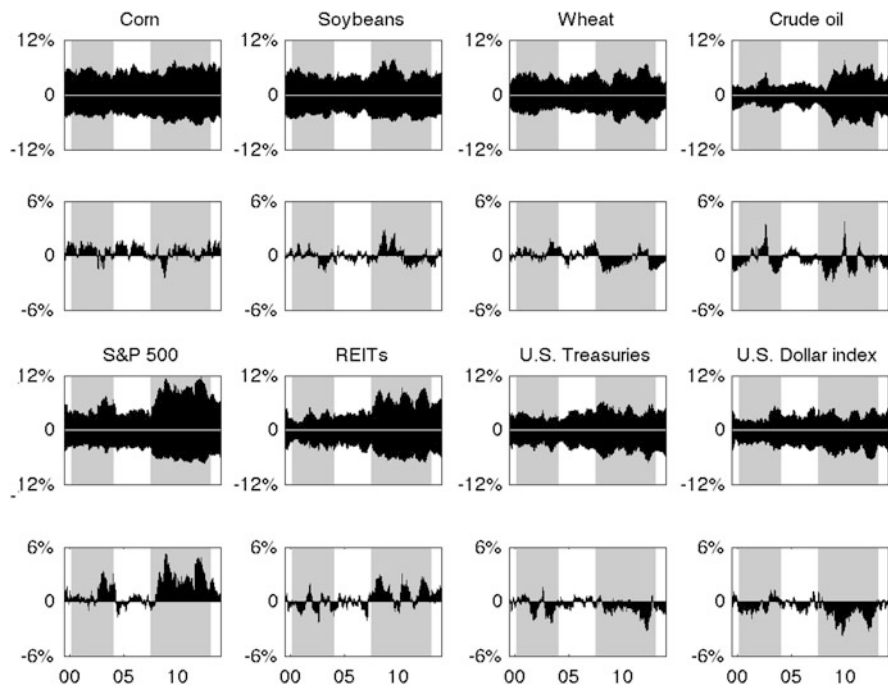 Corn Soybeans Wheat Crude oil
12% 12% 12% 12%
0 0 0 0
-12% -12% -12% -12%
6% 6% 6% 6%
0 0 0 0
-6% -6% -6% -6%
S&P 500 REITs U.S. Treasuries U.S. Dollar index
12% 12% 12% 12%
0 0 0 0
12% -12% -12% -12%
-
6% 6% 6% 6%
0 0 0 0
-6% -6% -6% -6%
00 05 10 00 05 10 00 05 10 00 05 10